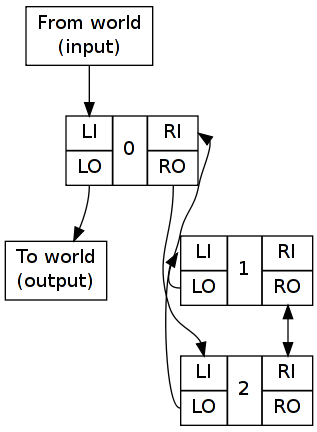 From world
(input)
LI
RI
0
LO
RO
To world
(output)
LI
RI
1
LO
RO
LI
RI
2
LO
RO